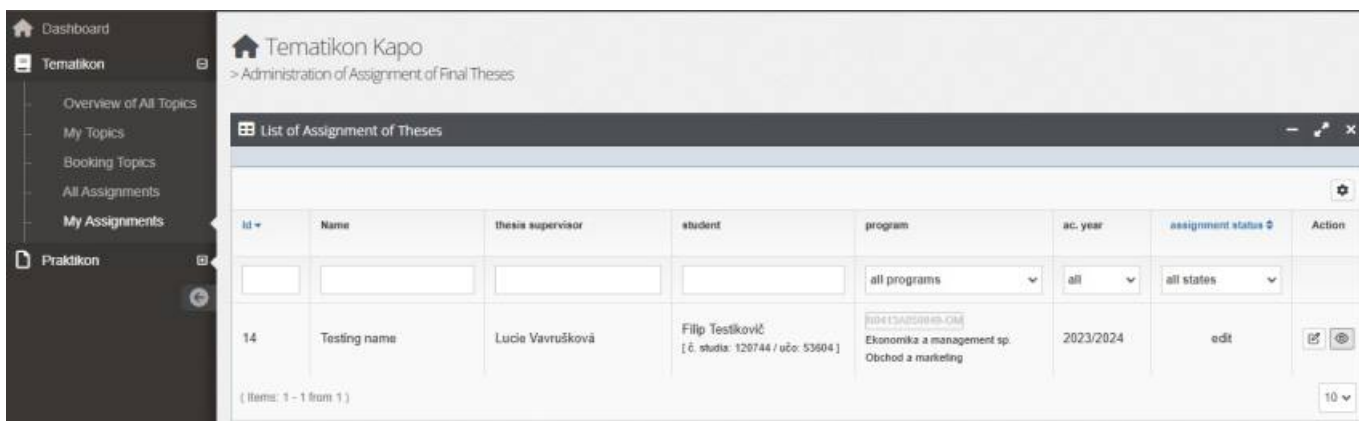 Dashboard
Tematikon
Overview of All Topics
My Topics
Booking Topics
All Assignments
My Assignments
Praktikon
Tematikon Kapo
> Administration of Assignment of Final Theses
List of Assignment of Theses
Id Name thesis supervisor student program ac. year assignment status Action
all programs all all states
14 Testing name Lucie Vavrušková Filip Testikovič 2023/2024 edit
[ č. studia: 120744 / učo: 53604 ]
Ekonomika a management sp.
Obchod a marketing
( Items: 1 - 1 from 1 ) 10